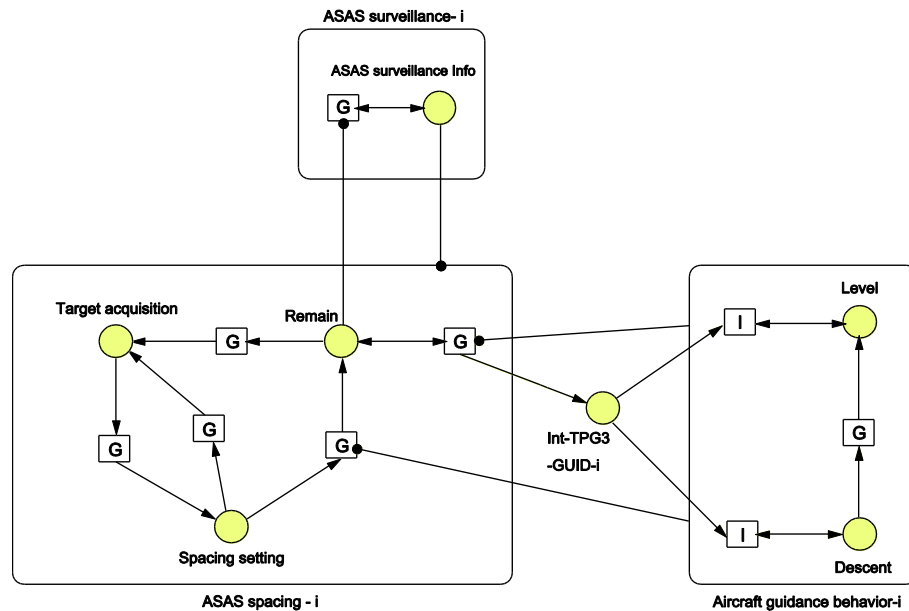 ASAS surveillance- i
ASAS surveillance Info
G
Target acquisition
Remain
Level
G
G
I
G
G
G
Int-TPG3
-GUID-i
G
I
Spacing setting
Descent
ASAS spacing - i
Aircraft guidance behavior-i